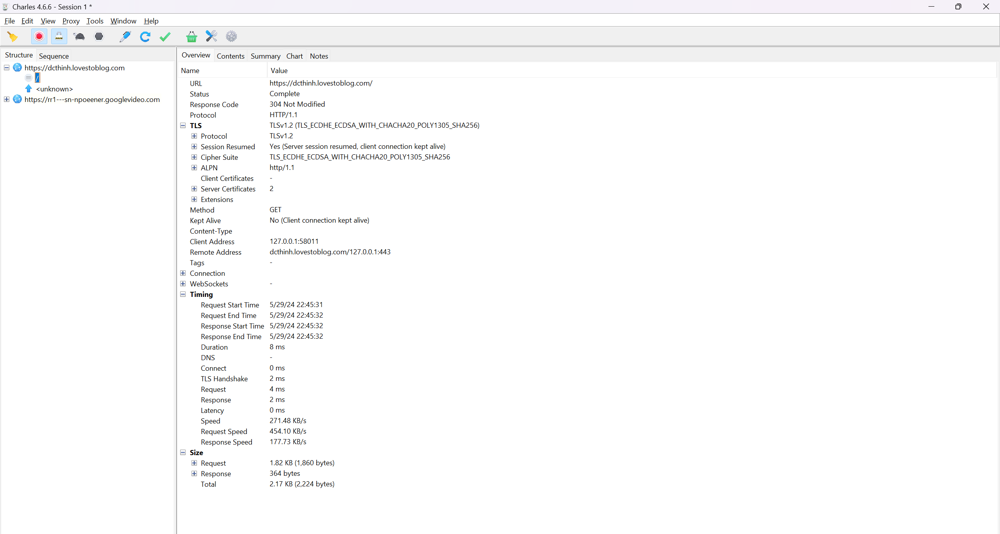 Charles 4.6.6 - Session 1 *
File Edit View Proxy Tools Window Help
Structure Sequence
https://dcthinh.lovestoblog.com
/
<unknown>
https://rr1---sn-npoeener.googlevideo.com
Overview Contents Summary Chart Notes
Name Value
URL https://dcthinh.lovestoblog.com/
Status Complete
Response Code 304 Not Modified
Protocol HTTP/1.1
TLS TLSv1.2 (TLS_ECDHE_ECDSA_WITH_CHACHA20_POLY1305_SHA256)
Protocol TLSv1.2
Session Resumed Yes (Server session resumed, client connection kept alive)
Cipher Suite TLS_ECDHE_ECDSA_WITH_CHACHA20_POLY1305_SHA256
ALPN http/1.1
Client Certificates -
Server Certificates 2
Extensions
Method GET
Kept Alive No (Client connection kept alive)
Content-Type
Client Address 127.0.0.1:58011
Remote Address dcthinh.lovestoblog.com/127.0.0.1:443
Tags -
Connection
WebSockets -
Timing
Request Start Time 5/29/24 22:45:31
Request End Time 5/29/24 22:45:32
Response Start Time 5/29/24 22:45:32
Response End Time 5/29/24 22:45:32
Duration 8 ms
DNS -
Connect 0 ms
TLS Handshake 2 ms
Request 4 ms
Response 2 ms
Latency 0 ms
Speed 271.48 KB/s
Request Speed 454.10 KB/s
Response Speed 177.73 KB/s
Size
Request 1.82 KB (1,860 bytes)
Response 364 bytes
Total 2.17 KB (2,224 bytes)